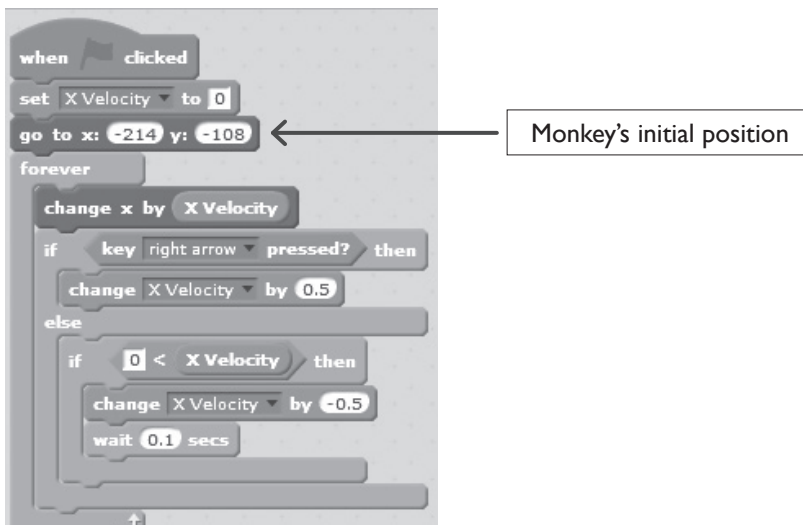 when clicked
set X Velocity to 0
go to x: -214 y: -108
Monkey's initial position
forever
change x by X Velocity
if key right arrow pressed? then
change X Velocity by 0.5
else
if 0 < X Velocity then
change X Velocity by -0.5
wait 0.1 secs